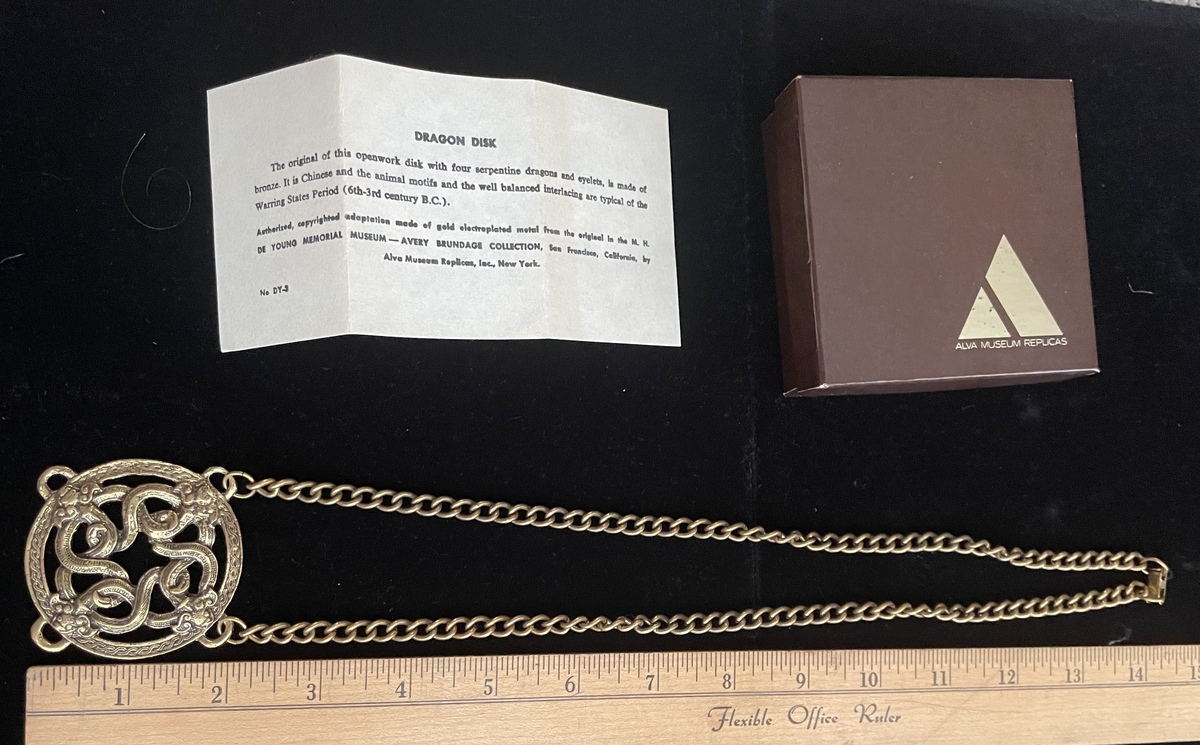 DRAGON DISK
The original of this openwork disk with four serpentine dragons and eyelets, is made of
bronze. It is Chinese and the animal motifs and the well balanced interlacing are typical of the
Warring States Period (6th-3rd century B.C.).
Authorized, copyrighted adaptation made of gold electroplated metal from the original in the M. H.
DE YOUNG MEMORIAL MUSEUM — AVERY BRUNDAGE COLLECTION, San Francisco, California, by
Alva Museum Replicas, Inc., New York.
No DY-3
ALVA MUSEUM REPLICAS
1 2 3 4 5 6 7 8 9 10 11 12 13 14
Flexible Office Ruler